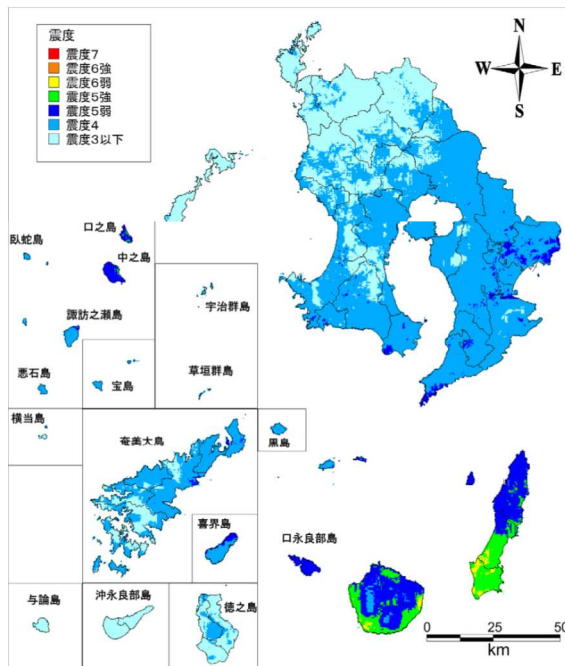 震度
震度7
震度6強
震度6弱
震度5強
震度5弱
震度4
震度3以下
N
W
E
S
口之島
臥蛇島
中之島
宇治群島
諏訪之瀬島
悪石島
宝島
草垣群島
横当島
奄美大島
黒島
喜界島
口永良部島
与論島
沖永良部島
徳之島
0 25 50
km